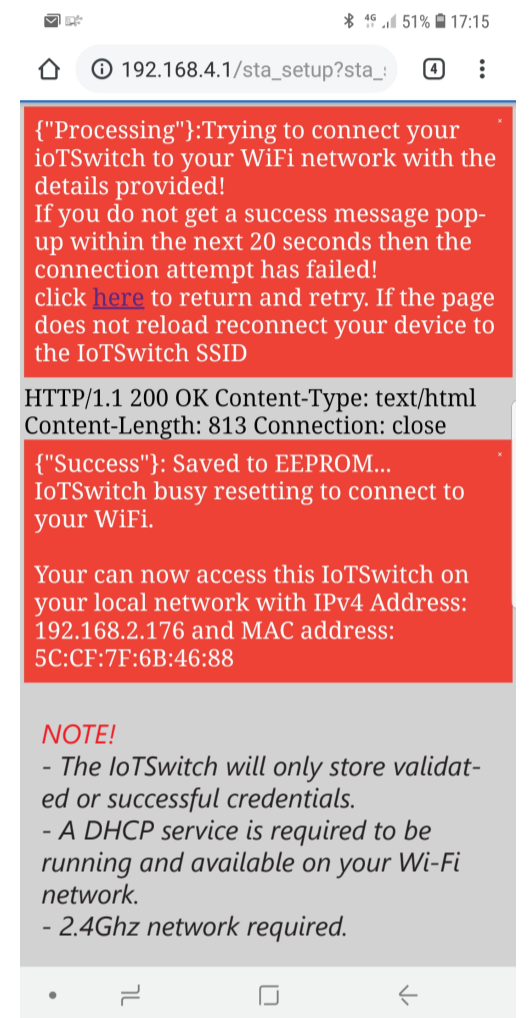 4G 51% 17:15
192.168.4.1/sta_setup?sta_: 4
{"Processing"}:Trying to connect your
ioTSwitch to your WiFi network with the
details provided!
If you do not get a success message pop-
up within the next 20 seconds then the
connection attempt has failed!
click here to return and retry. If the page
does not reload reconnect your device to
the IoTSwitch SSID
HTTP/1.1 200 OK Content-Type: text/html
Content-Length: 813 Connection: close
{"Success"}: Saved to EEPROM...
IoTSwitch busy resetting to connect to
your WiFi.
Your can now access this IoTSwitch on
your local network with IPv4 Address:
192.168.2.176 and MAC address:
5C:CF:7F:6B:46:88
NOTE!
- The IoTSwitch will only store validat-
ed or successful credentials.
- A DHCP service is required to be
running and available on your Wi-Fi
network.
- 2.4Ghz network required.